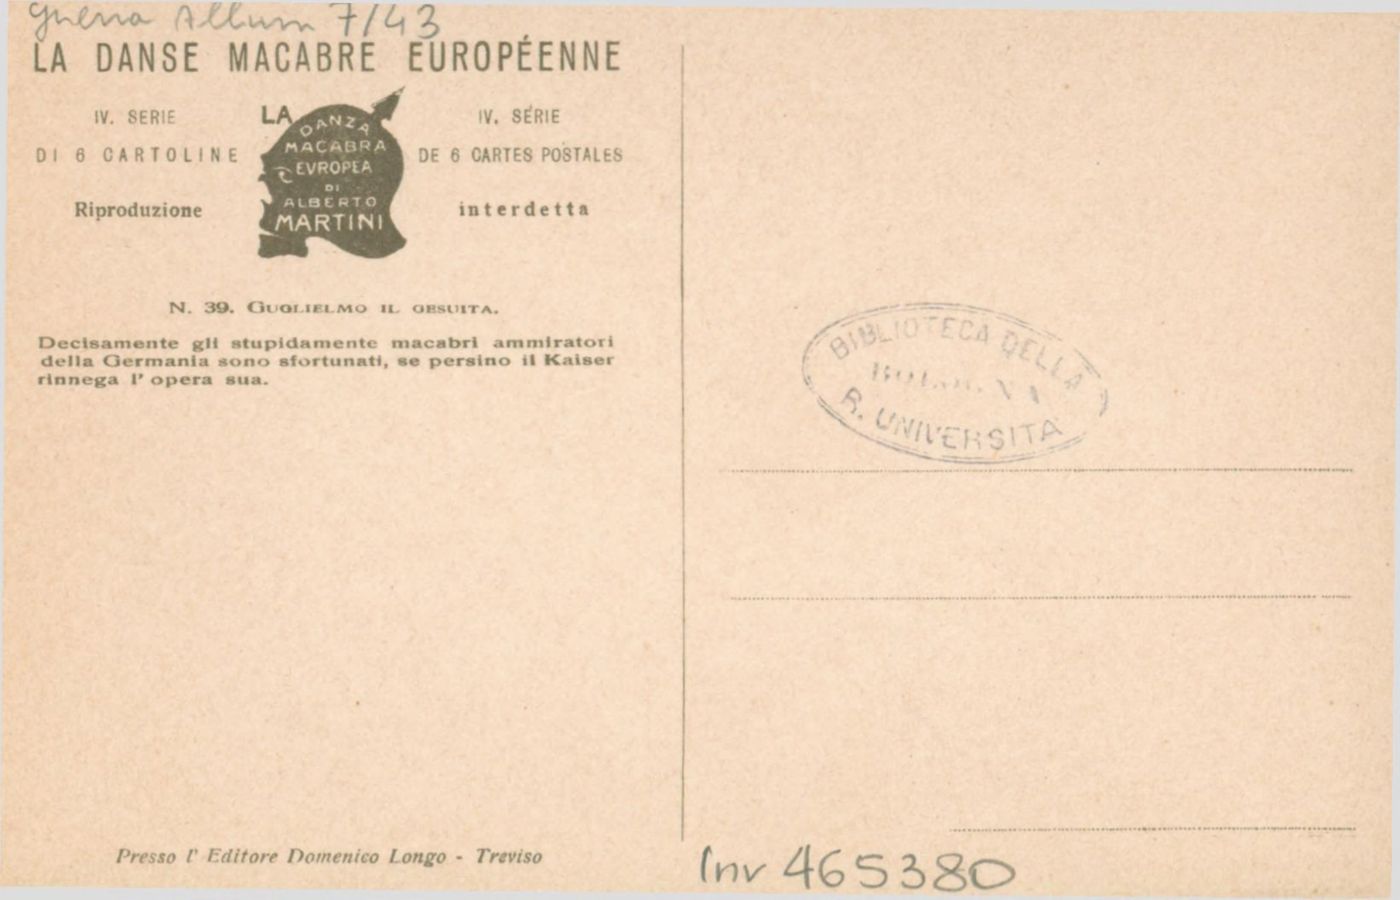 Guerra Album 7/43
LA DANSE MACABRE EUROPÉENNE
IV. SERIE
DI 6 CARTOLINE
Riproduzione
LA
DANZA
MACABRA
EVROPEA
DI
ALBERTO
MARTINI
IV. SÉRIE
DE 6 CARTES POSTALES
interdetta
N. 39. GUGLIELMO IL GESUITA.
Decisamente gli stupidamente macabri ammiratori
della Germania sono sfortunati, se persino il Kaiser
rinnega l' opera sua.
Presso l' Editore Domenico Longo - Treviso
BIBLIOTECA DELLA
R. UNIVERSITA
Inv 465380